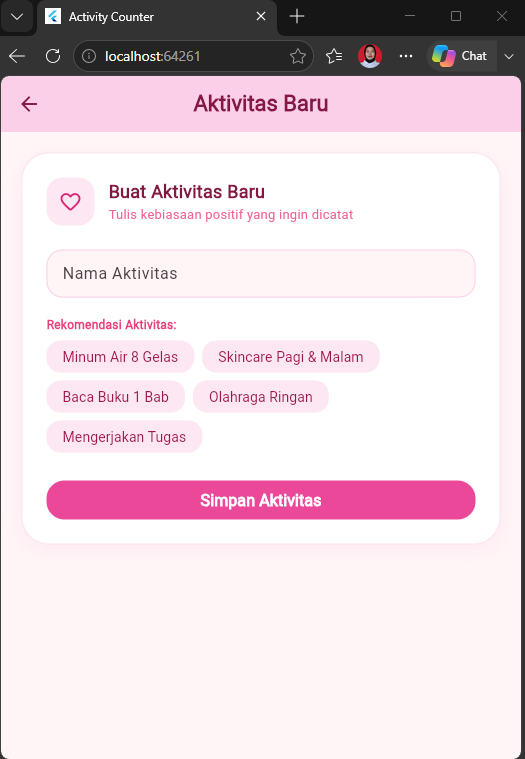 Activity Counter
localhost:64261
Chat
Aktivitas Baru
Buat Aktivitas Baru
Tulis kebiasaan positif yang ingin dicatat
Nama Aktivitas
Rekomendasi Aktivitas:
Minum Air 8 Gelas
Skincare Pagi & Malam
Baca Buku 1 Bab
Olahraga Ringan
Mengerjakan Tugas
Simpan Aktivitas